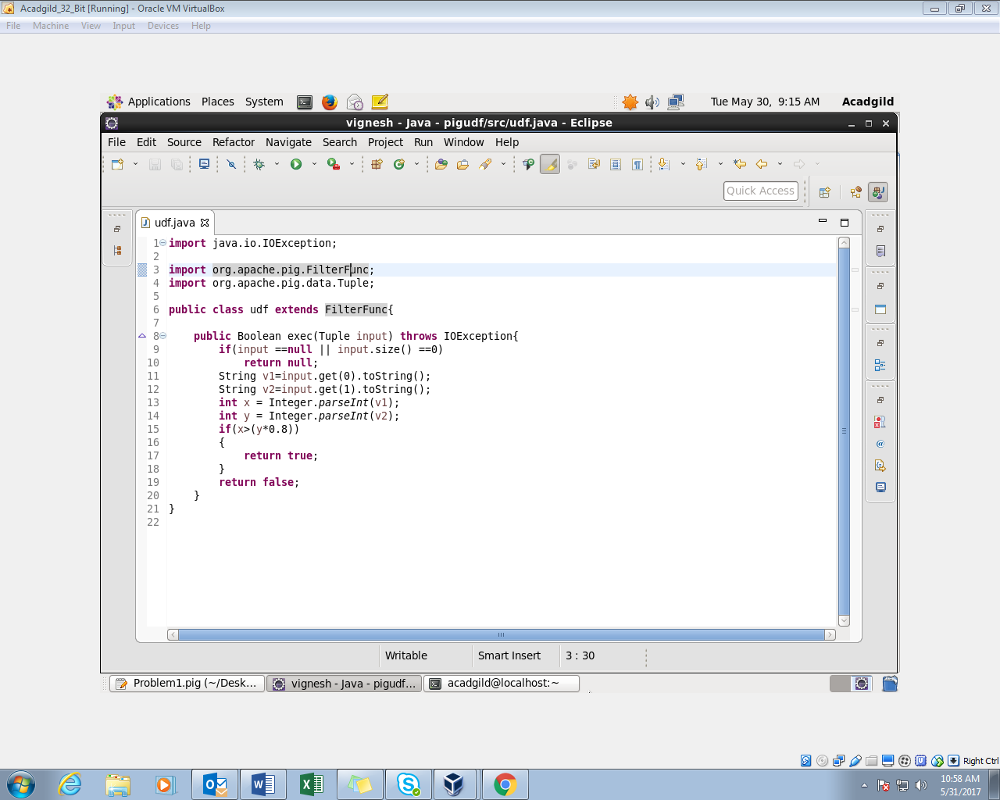 Acadgild_32_Bit [Running] - Oracle VM VirtualBox
File Machine View Input Devices Help
Applications Places System Tue May 30, 9:15 AM Acadgild
vignesh - Java - pigudf/src/udf.java - Eclipse
File Edit Source Refactor Navigate Search Project Run Window Help
Quick Access
udf.java
1 import java.io.IOException;
2
3 import org.apache.pig.FilterFunc;
4 import org.apache.pig.data.Tuple;
5
6 public class udf extends FilterFunc{
7
8     public Boolean exec(Tuple input) throws IOException{
9         if(input ==null || input.size() ==0)
10             return null;
11         String v1=input.get(0).toString();
12         String v2=input.get(1).toString();
13         int x = Integer.parseInt(v1);
14         int y = Integer.parseInt(v2);
15         if(x>(y*0.8))
16         {
17             return true;
18         }
19         return false;
20     }
21 }
22
Writable Smart Insert 3 : 30
Problem1.pig (~/Desk... vignesh - Java - pigudf... acadgild@localhost:~
Right Ctrl
10:58 AM
5/31/2017